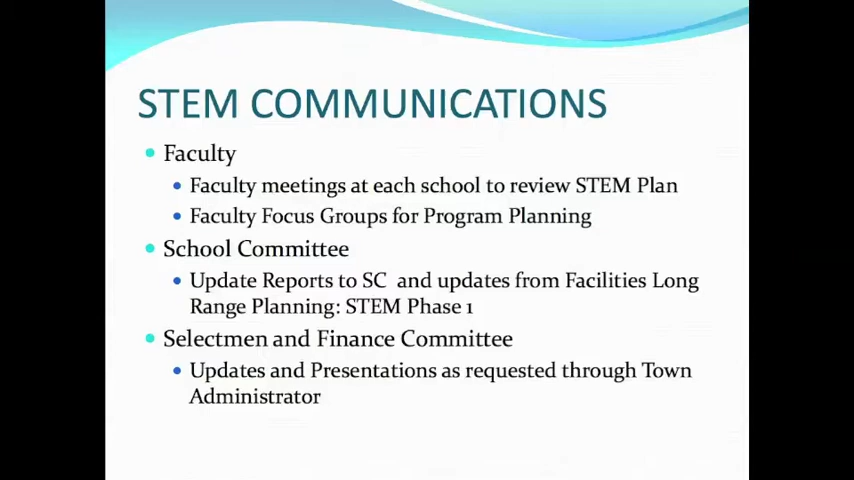 STEM COMMUNICATIONS
• Faculty
• Faculty meetings at each school to review STEM Plan
• Faculty Focus Groups for Program Planning
• School Committee
• Update Reports to SC and updates from Facilities Long
Range Planning: STEM Phase 1
• Selectmen and Finance Committee
• Updates and Presentations as requested through Town
Administrator